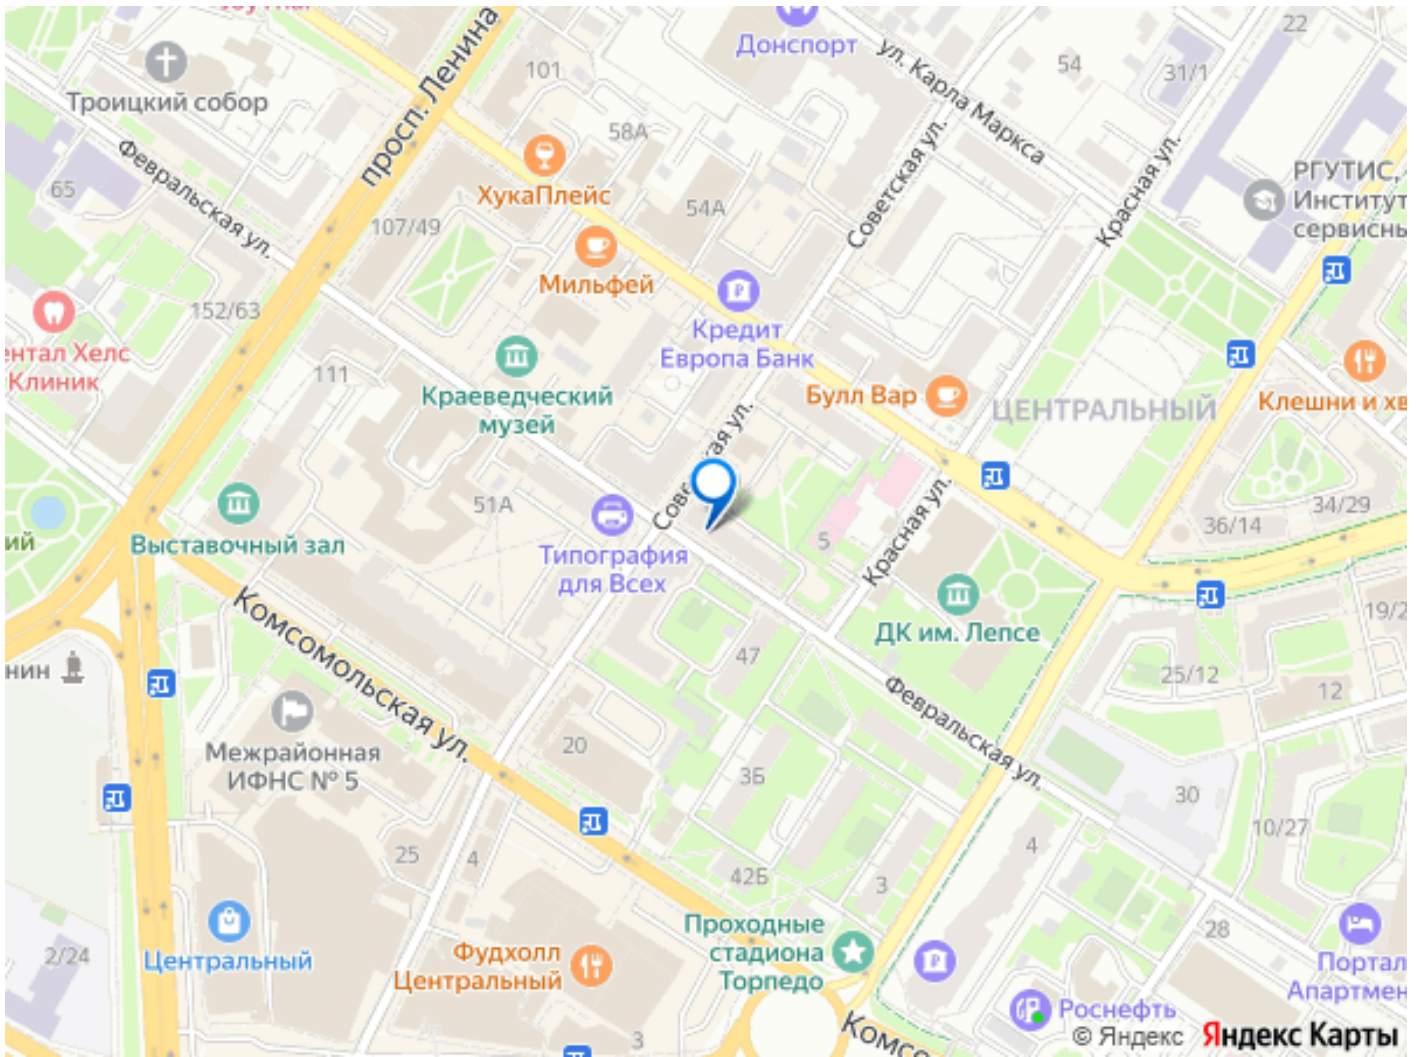 Донспорт
22
ул. Карла Маркса
54
31/1
101
просп. Ленина
Троицкий собор
58А
Советская ул.
Красная ул.
РГУТИС,
Институт
сервисны
Февральская ул.
65
ХукаПлейс
54А
107/49
Мильфей
152/63
Кредит
Европа Банк
ентал Хелс
Клиник
111
Краеведческий
музей
Булл Вар
ЦЕНТРАЛЬНЫЙ
Клешни и хв
51А
Типография
для Всех
5
Красная ул.
36/14
34/29
ий
Выставочный зал
Комсомольская ул.
ДК им. Лепсе
19/2
47
25/12
12
нин
Февральская ул.
Межрайонная
ИФНС № 5
20
3Б
30
10/27
25
4
42Б
3
4
Проходные
стадиона
Торпедо
28
2/24
Центральный
Фудхолл
Центральный
Портал
Апартамен
Роснефть
3
Комсо
© Яндекс Яндекс Карты